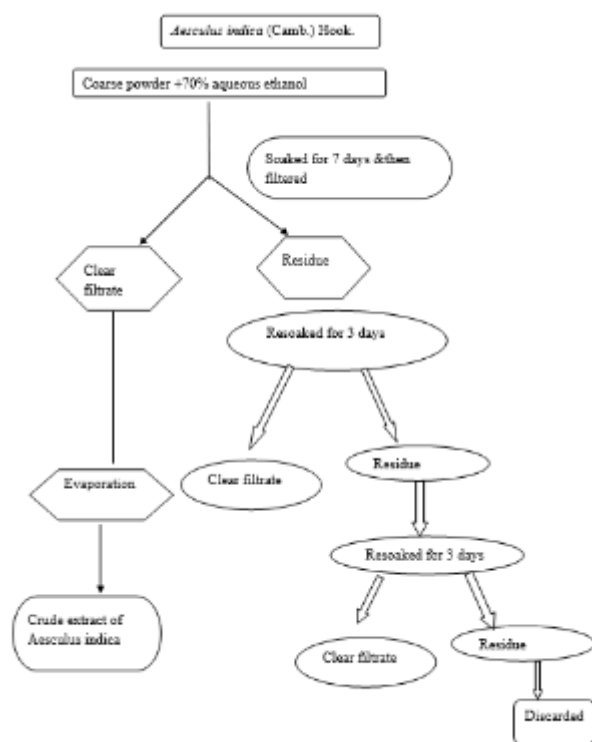 Aesculus indica (Camb.) Hook.
Coarse powder +70% aqueous ethanol
Soaked for 7 days &then
filtered
Clear
filtrate
Residue
Resoaked for 3 days
Clear filtrate
Residue
Evaporation
Resoaked for 3 days
Crude extract of
Aesculus indica
Clear filtrate
Residue
Discarded